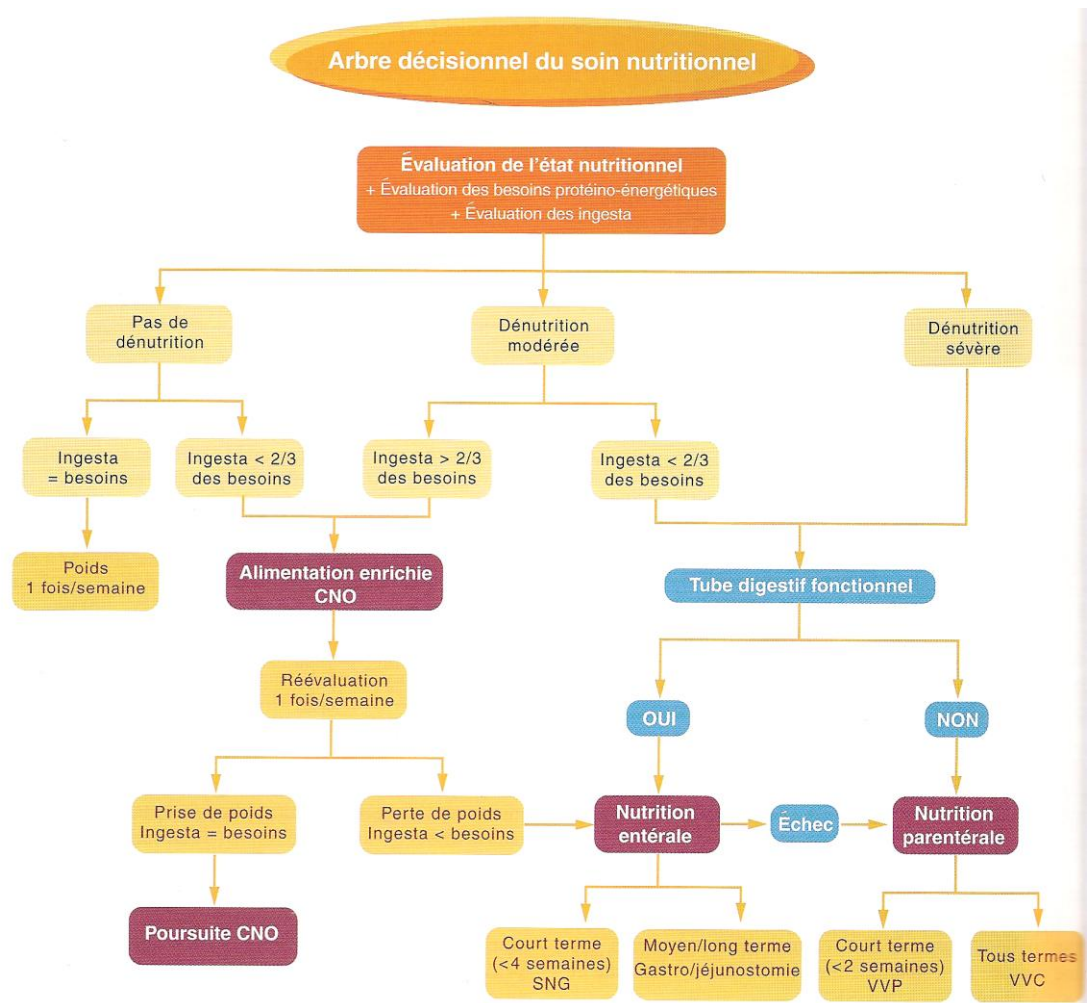 Arbre décisionnel du soin nutritionnel
Évaluation de l'état nutritionnel
+ Évaluation des besoins protéino-énergétiques
+ Évaluation des ingesta
Pas de
dénutrition
Dénutrition
modérée
Dénutrition
sévère
Ingesta
= besoins
Ingesta < 2/3
des besoins
Ingesta > 2/3
des besoins
Ingesta < 2/3
des besoins
Poids
1 fois/semaine
Alimentation enrichie
CNO
Tube digestif fonctionnel
Réévaluation
1 fois/semaine
OUI
NON
Prise de poids
Ingesta = besoins
Perte de poids
Ingesta < besoins
Nutrition
entérale
Échec
Nutrition
parentérale
Poursuite CNO
Court terme
(<4 semaines)
SNG
Moyen/long terme
Gastro/jéjunostomie
Court terme
(<2 semaines)
VVP
Tous termes
VVC